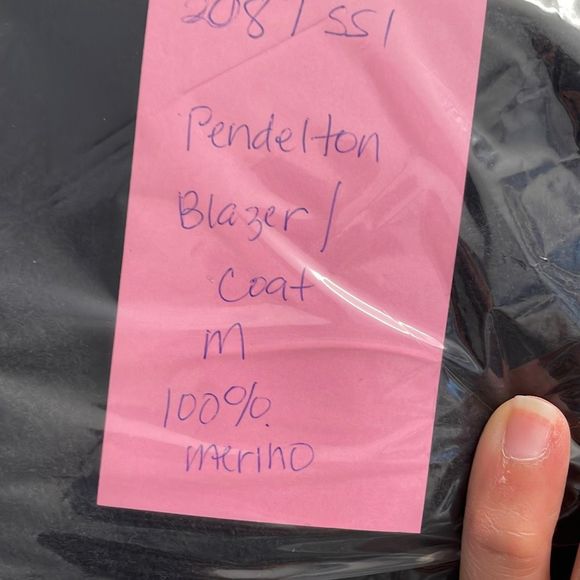 2087 SS1
Pendelton
Blazer/
Coat
M
100%
merino